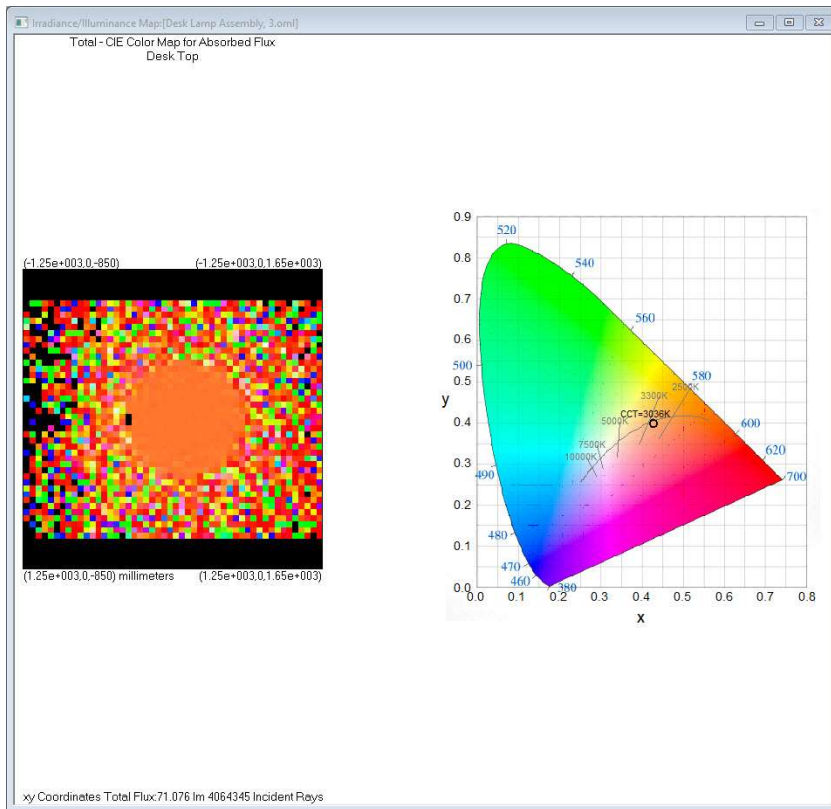 Irradiance/Illuminance Map:[Desk Lamp Assembly, 3.oml]
Total - CIE Color Map for Absorbed Flux
Desk Top
(-1.25e+003,0,-850) (-1.25e+003,0,1.65e+003)
(1.25e+003,0,-850) millimeters (1.25e+003,0,1.65e+003)
0.9
0.8
0.7
0.6
0.5
0.4
0.3
0.2
0.1
0.0
y
520
540
560
500
580
2500K
3300K
CCT=3036K
5000K
600
7500K
10000K
620
490
700
480
470
460
380
0.0 0.1 0.2 0.3 0.4 0.5 0.6 0.7 0.8
x
xy Coordinates Total Flux:71.076 lm 4064345 Incident Rays